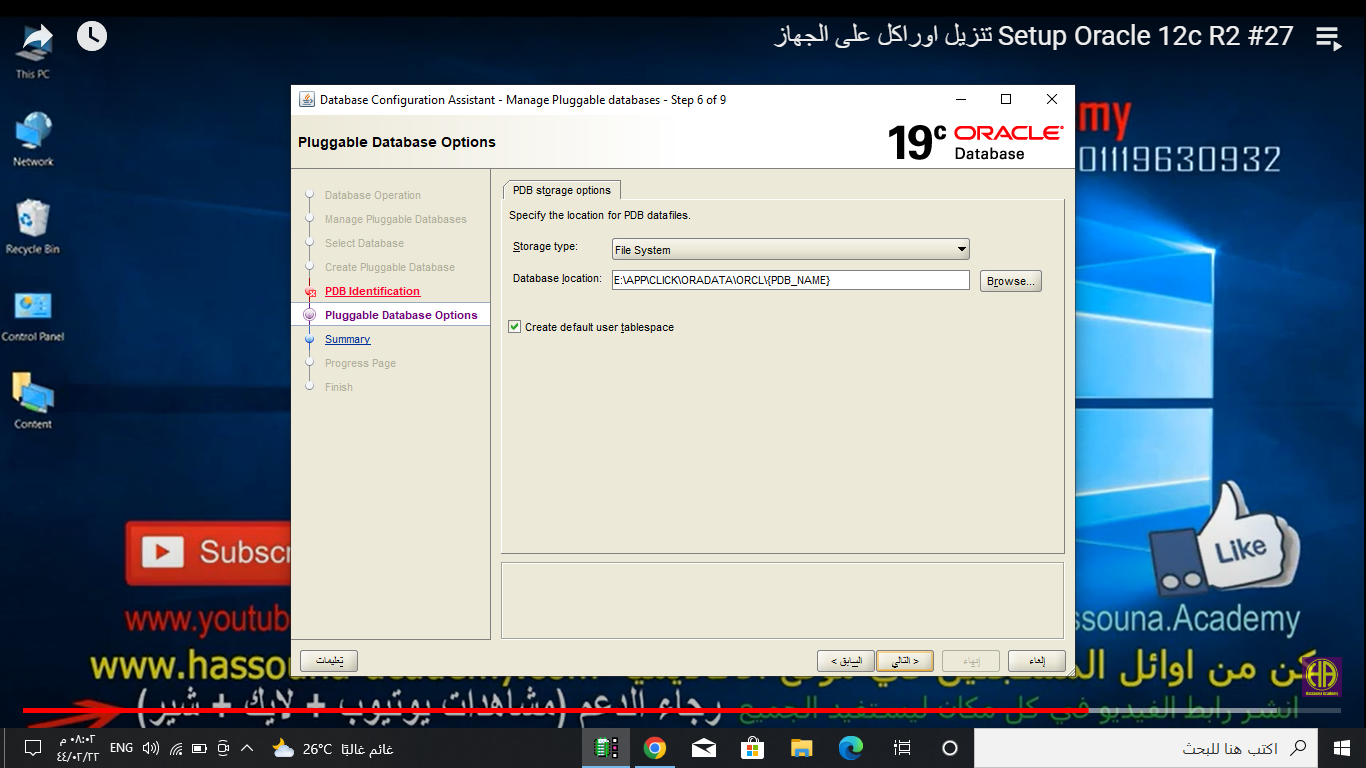 Setup Oracle 12c R2 #27 تنزيل اوراكل على الجهاز
This PC
Network
Recycle Bin
Control Panel
Content
my
01119630932
Database Configuration Assistant - Manage Pluggable databases - Step 6 of 9
Pluggable Database Options
19c ORACLE
Database
Database Operation
Manage Pluggable Databases
Select Database
Create Pluggable Database
PDB Identification
Pluggable Database Options
Summary
Progress Page
Finish
PDB storage options
Specify the location for PDB datafiles.
Storage type: File System
Database location: E:\APP\CLICK\ORADATA\ORCL\{PDB_NAME} Browse...
Create default user tablespace
تعليمات
< السابق
التالي >
إنهاء
إلغاء
Subscr
Like
www.youtub
ssouna.Academy
www.hasso
كن من اوائل
رجاء الدعم (مشاهدات يوتيوب + لايك + شير)
انشر رابط الفيديو في كل مكان ليستفيد الجميع
HA
Hassouna Academy
٠٨:٠٢ م
٤٤/٠٢/٢٢
ENG
26°C غائم غالبًا
اكتب هنا للبحث